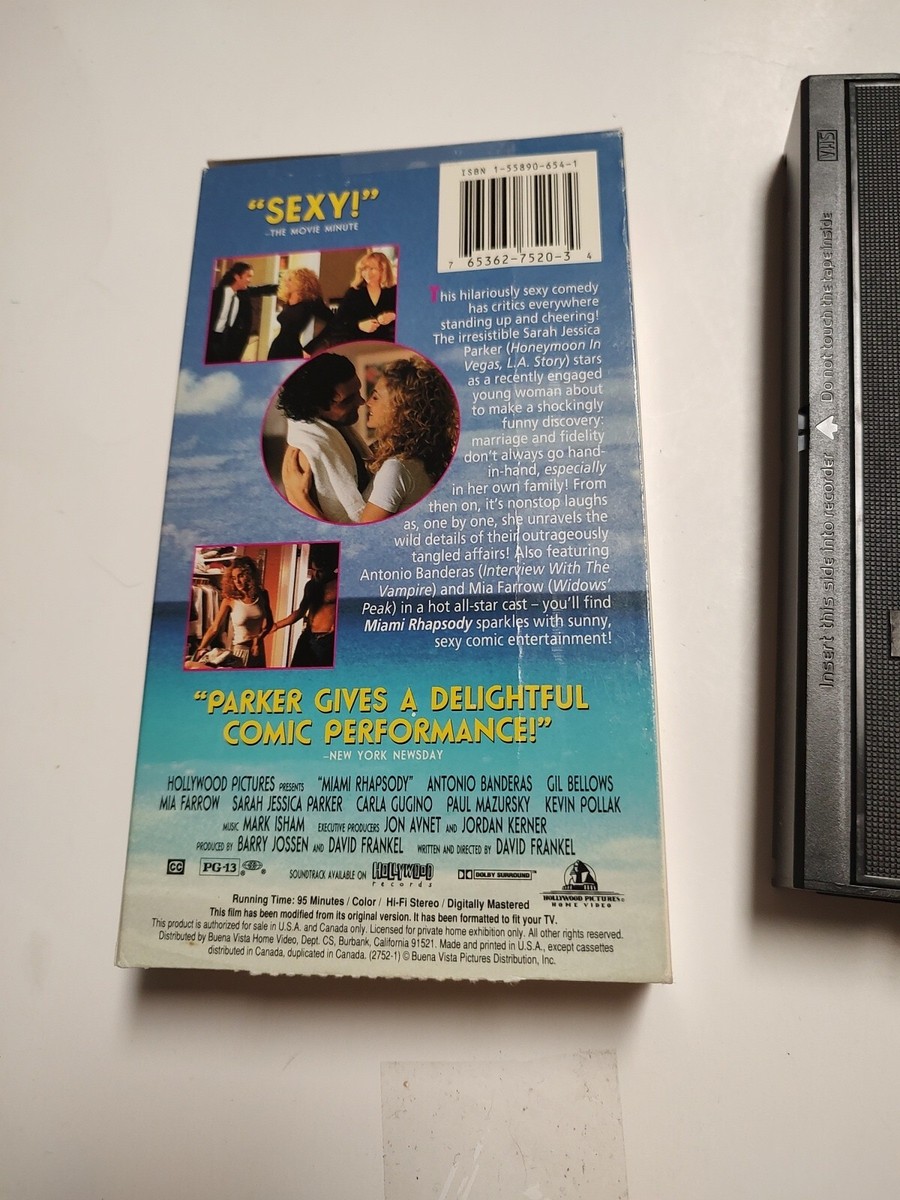 "SEXY!"
–THE MOVIE MINUTE
ISBN 1-55890-654-1
7 65362-7520-3 4
This hilariously sexy comedy
has critics everywhere
standing up and cheering!
The irresistible Sarah Jessica
Parker (Honeymoon In
Vegas, L.A. Story) stars
as a recently engaged
young woman about
to make a shockingly
funny discovery:
marriage and fidelity
don't always go hand-
in-hand, especially
in her own family! From
then on, it's nonstop laughs
as, one by one, she unravels the
wild details of their outrageously
tangled affairs! Also featuring
Antonio Banderas (Interview With The
Vampire) and Mia Farrow (Widows'
Peak) in a hot all-star cast – you'll find
Miami Rhapsody sparkles with sunny,
sexy comic entertainment!
"PARKER GIVES A DELIGHTFUL
COMIC PERFORMANCE!"
–NEW YORK NEWSDAY
HOLLYWOOD PICTURES PRESENTS "MIAMI RHAPSODY" ANTONIO BANDERAS GIL BELLOWS
MIA FARROW SARAH JESSICA PARKER CARLA GUGINO PAUL MAZURSKY KEVIN POLLAK
MUSIC MARK ISHAM EXECUTIVE PRODUCERS JON AVNET AND JORDAN KERNER
PRODUCED BY BARRY JOSSEN AND DAVID FRANKEL WRITTEN AND DIRECTED BY DAVID FRANKEL
CC PG-13 SOUNDTRACK AVAILABLE ON HOLLYWOOD records DOLBY SURROUND
HOLLYWOOD PICTURES®
HOME VIDEO
Running Time: 95 Minutes / Color / Hi-Fi Stereo / Digitally Mastered
This film has been modified from its original version. It has been formatted to fit your TV.
This product is authorized for sale in U.S.A. and Canada only. Licensed for private home exhibition only. All other rights reserved.
Distributed by Buena Vista Home Video, Dept. CS, Burbank, California 91521. Made and printed in U.S.A., except cassettes
distributed in Canada, duplicated in Canada. (2752-1) © Buena Vista Pictures Distribution, Inc.
VHS
Insert this side into recorder Do not touch the tape inside